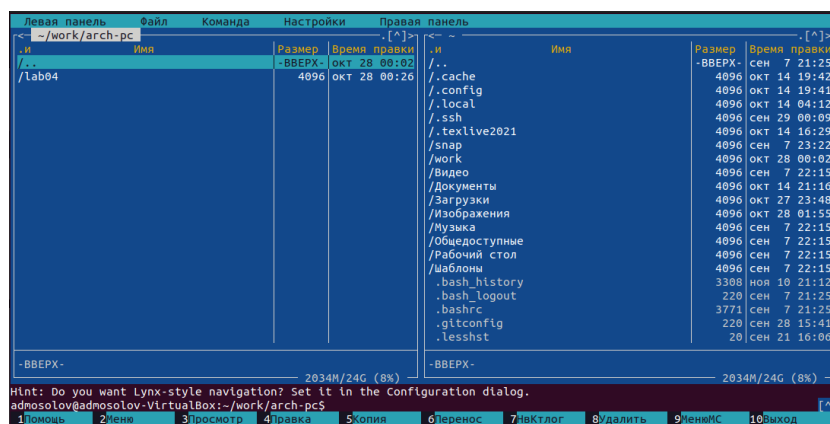 Левая панель Файл Команда Настройки Правая панель
<─ ~/work/arch-pc .[^]> <─ ~ .[^]>
.и Имя Размер Время правки .и Имя Размер Время правки
/.. -ВВЕРХ- окт 28 00:02 /.. -ВВЕРХ- сен 7 21:25
/lab04 4096 окт 28 00:26 /.cache 4096 окт 14 19:42
/.config 4096 окт 14 19:41
/.local 4096 окт 14 04:12
/.ssh 4096 сен 29 00:09
/.texlive2021 4096 окт 14 16:29
/snap 4096 сен 7 23:22
/work 4096 окт 28 00:02
/Видео 4096 сен 7 22:15
/Документы 4096 окт 14 21:16
/Загрузки 4096 окт 27 23:48
/Изображения 4096 окт 28 01:55
/Музыка 4096 сен 7 22:15
/Общедоступные 4096 сен 7 22:15
/Рабочий стол 4096 сен 7 22:15
/Шаблоны 4096 сен 7 22:15
.bash_history 3308 ноя 10 21:12
.bash_logout 220 сен 7 21:25
.bashrc 3771 сен 7 21:25
.gitconfig 220 сен 28 15:41
.lesshst 20 сен 21 16:06
-ВВЕРХ- -ВВЕРХ-
2034M/24G (8%) 2034M/24G (8%)
Hint: Do you want Lynx-style navigation? Set it in the Configuration dialog.
admosolov@admosolov-VirtualBox:~/work/arch-pc$ [^
1Помощь 2Меню 3Просмотр 4Правка 5Копия 6Перенос 7НвКтлог 8Удалить 9МенюMC 10Выход